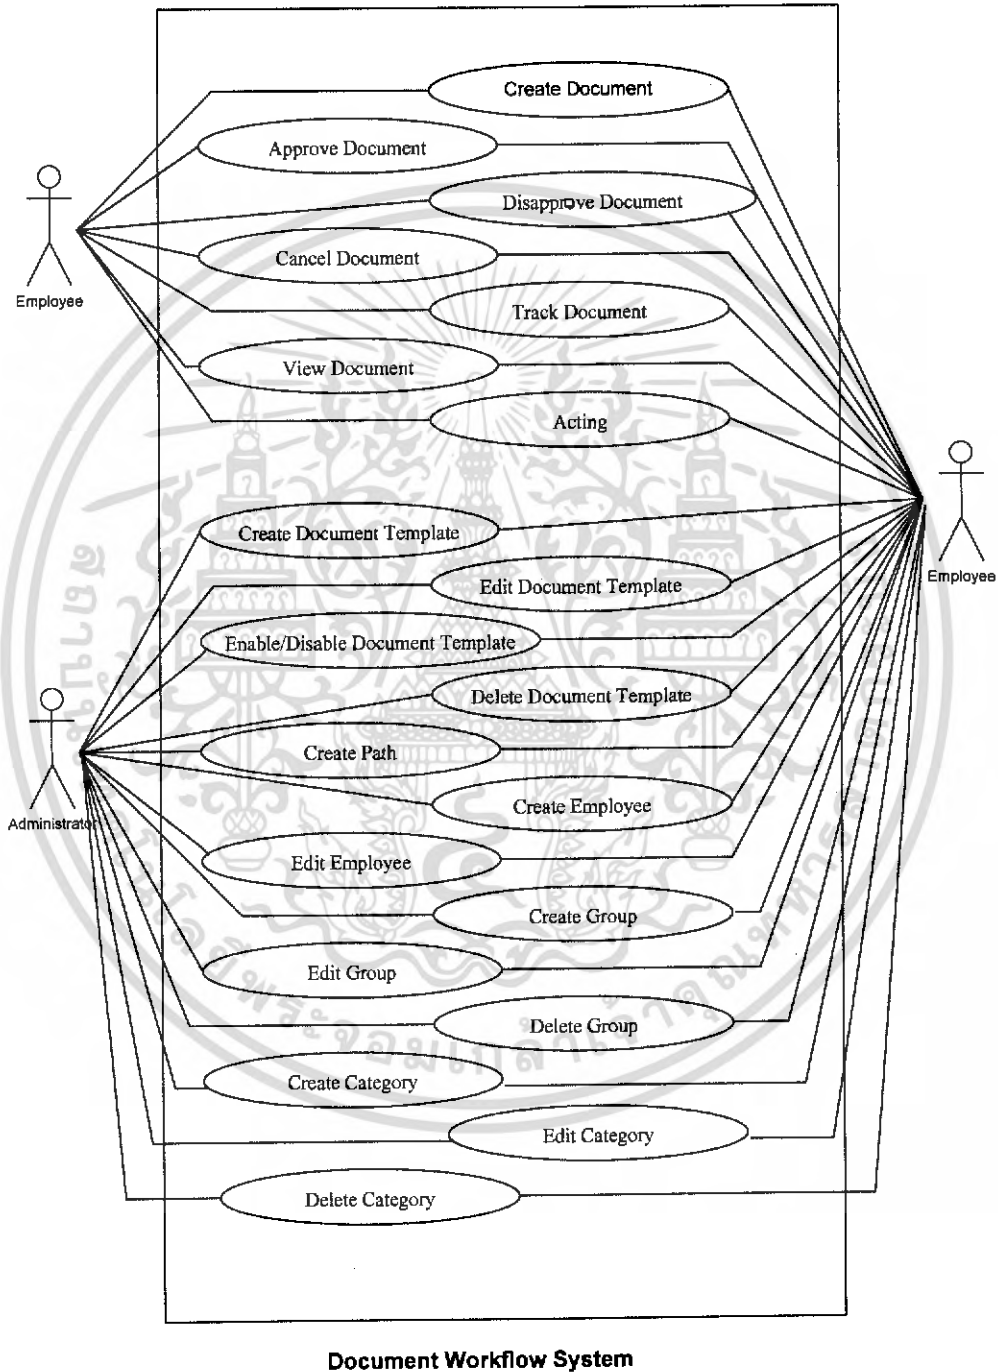 Create Document
Approve Document
Disapprove Document
Cancel Document
Employee
Track Document
View Document
Acting
Create Document Template
Edit Document Template
Employee
Enable/Disable Document Template
Delete Document Template
Create Path
Create Employee
Administrator
Edit Employee
Create Group
Edit Group
Delete Group
Create Category
Edit Category
Delete Category
Document Workflow System